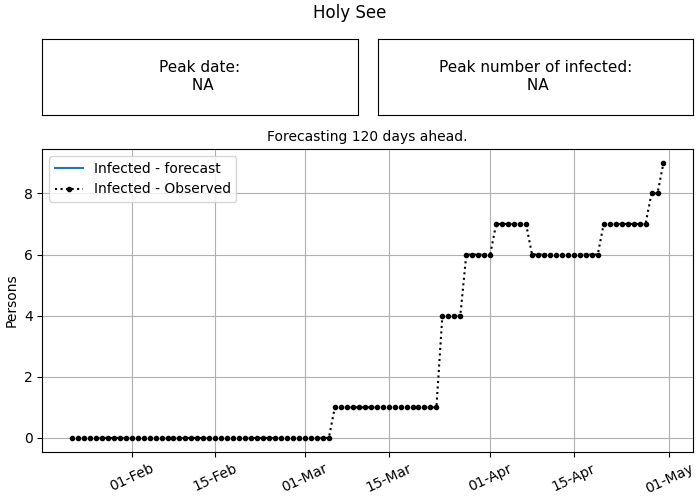 Holy See
Peak date:
NA
Peak number of infected:
NA
Forecasting 120 days ahead.
Infected - forecast
Infected - Observed
Persons
8
6
4
2
0
01-Feb
15-Feb
01-Mar
15-Mar
01-Apr
15-Apr
01-May